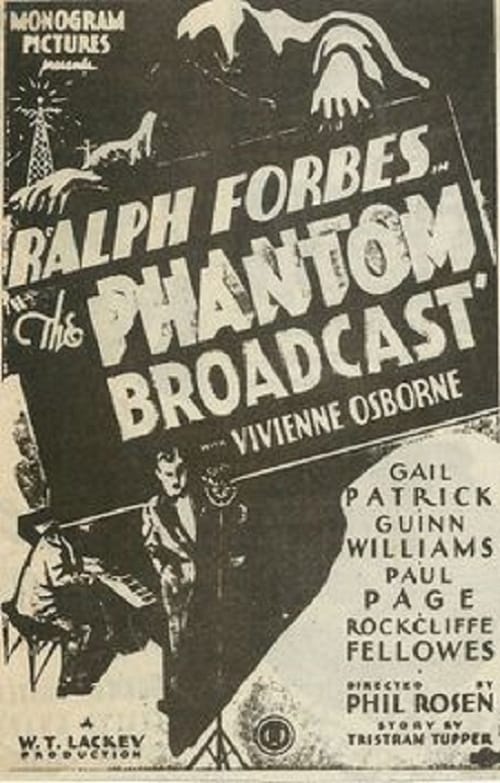 MONOGRAM
PICTURES
presents
RALPH FORBES IN
"The PHANTOM
BROADCAST"
WITH VIVIENNE OSBORNE
GAIL
PATRICK
GUINN
WILLIAMS
PAUL
PAGE
ROCKCLIFFE
FELLOWES
DIRECTED BY
PHIL ROSEN
STORY BY
TRISTRAM TUPPER
A
W.T. LACKEY
PRODUCTION